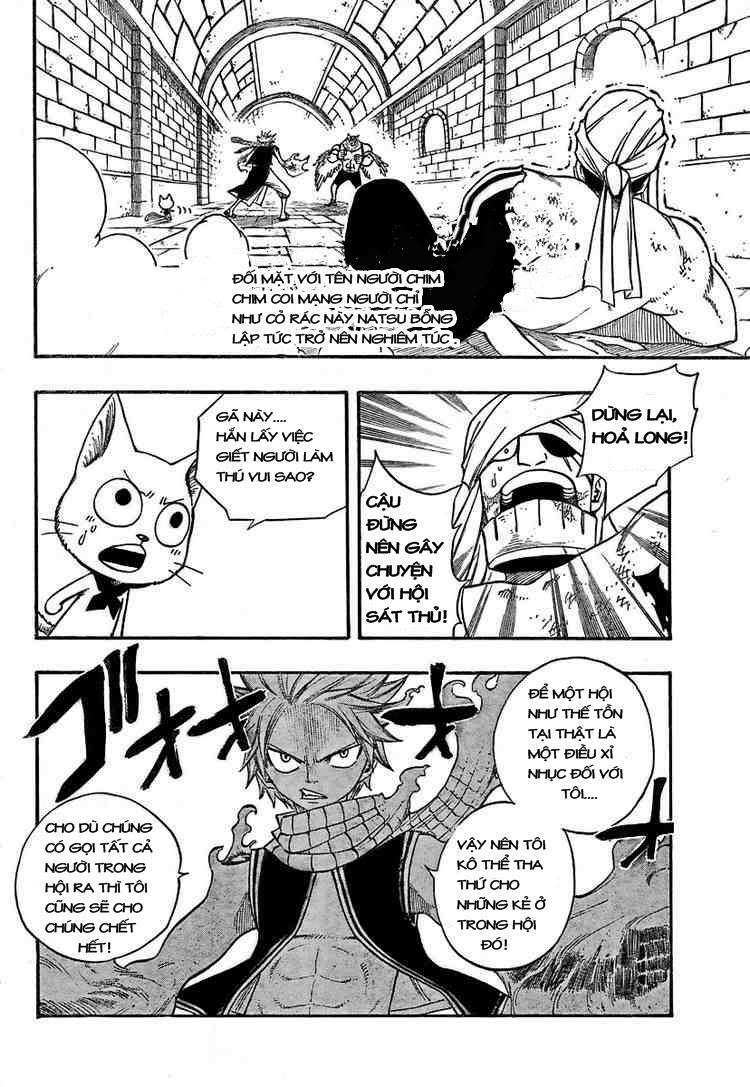 ĐỐI MẶT VỚI TÊN NGƯỜI CHIM
CHIM COI MẠNG NGƯỜI CHỈ
NHƯ CỎ RÁC NÀY NATSU BỖNG
LẬP TỨC TRỞ NÊN NGHIÊM TÚC .
GÃ NÀY....
HẮN LẤY VIỆC
GIẾT NGƯỜI LÀM
THÚ VUI SAO?
DỪNG LẠI,
HOẢ LONG!
CẬU
ĐỪNG
NÊN GÂY
CHUYỆN
VỚI HỘI
SÁT THỦ!
ゴオオオ
ĐỂ MỘT HỘI
NHƯ THẾ TỒN
TẠI THẬT LÀ
MỘT ĐIỀU XỈ
NHỤC ĐỐI VỚI
TÔI....
VẬY NÊN TÔI
KÔ THỂ THA
THỨ CHO
NHỮNG KẺ Ở
TRONG HỘI
ĐÓ!
CHO DÙ CHÚNG
CÓ GỌI TẤT CẢ
NGƯỜI TRONG
HỘI RA THÌ TÔI
CŨNG SẼ CHO
CHÚNG CHẾT
HẾT!